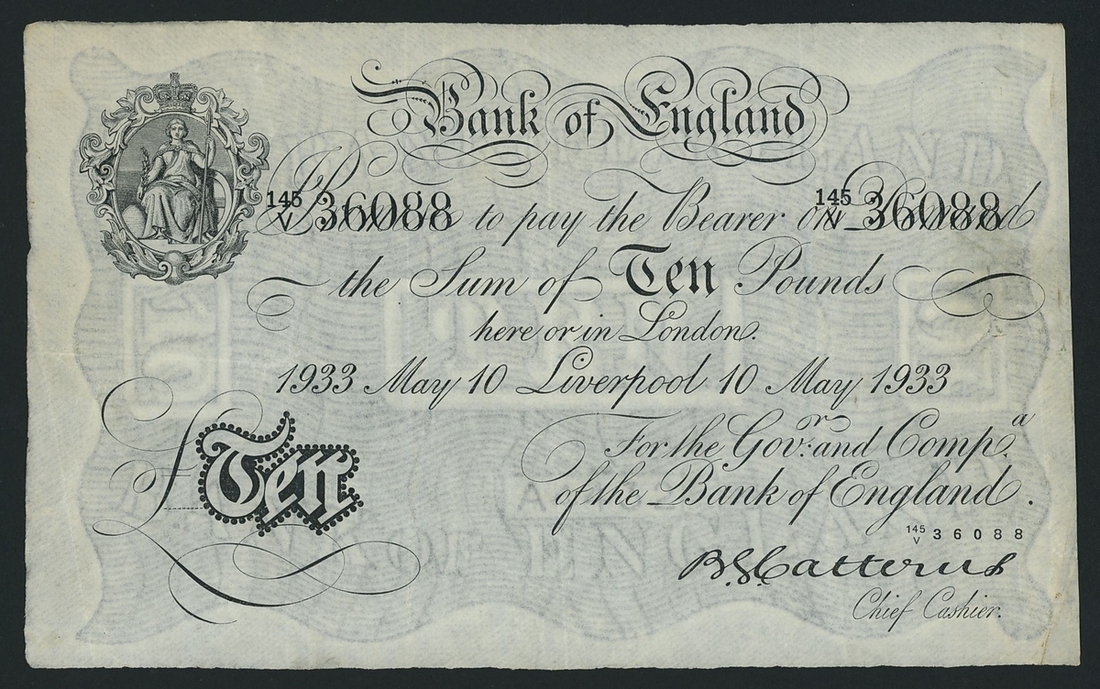 Bank of England
145/V 36088 145/V 36088
Promise to pay the Bearer on Demand
the Sum of Ten Pounds
here or in London.
1933 May 10 Liverpool 10 May 1933
For the Govr. and Compa.
of the Bank of England.
£Ten
145/V 36088
B.G. Catterns
Chief Cashier.